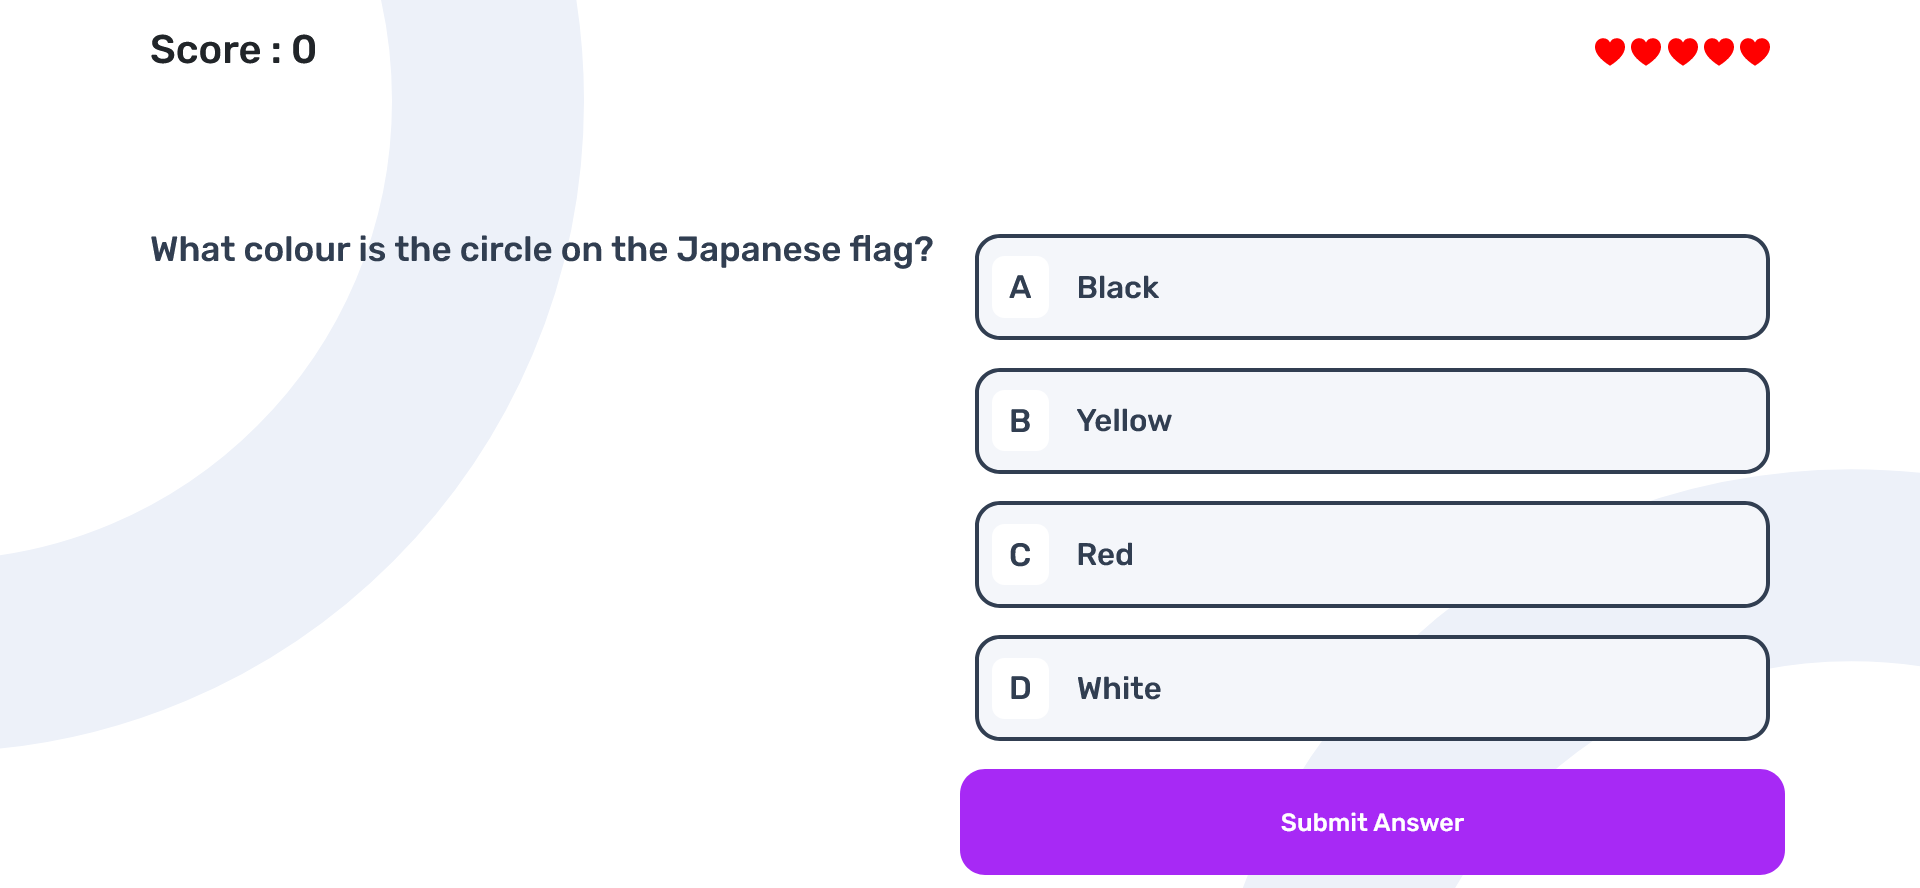 Score : 0
What colour is the circle on the Japanese flag?
A Black
B Yellow
C Red
D White
Submit Answer